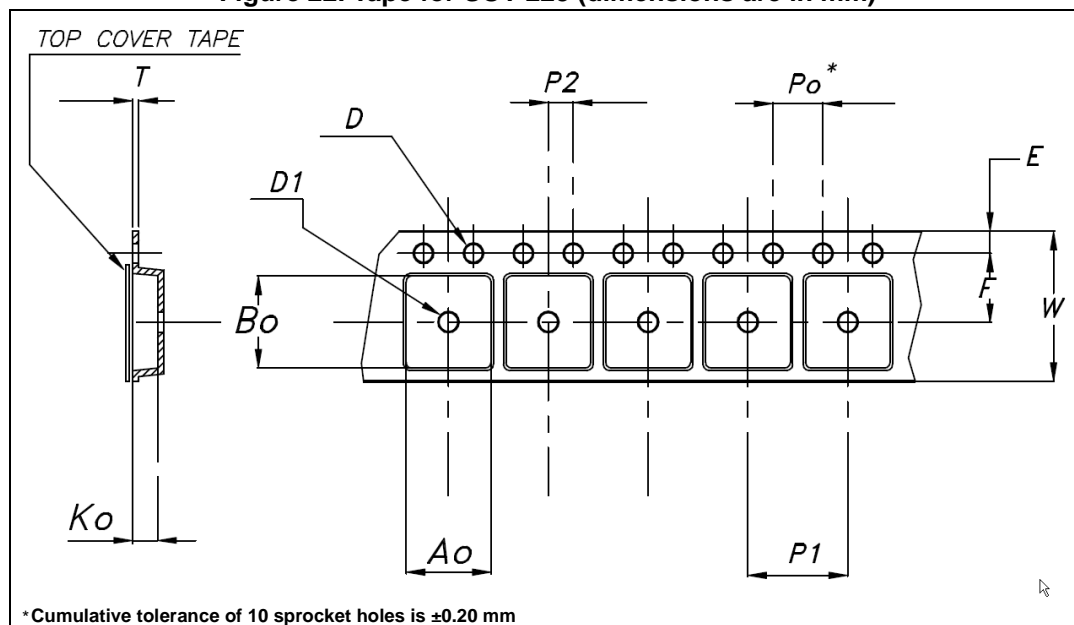 TOP COVER TAPE
T
P2
Po*
D
E
D1
Bo
F
W
Ko
Ao
P1
*Cumulative tolerance of 10 sprocket holes is ±0.20 mm